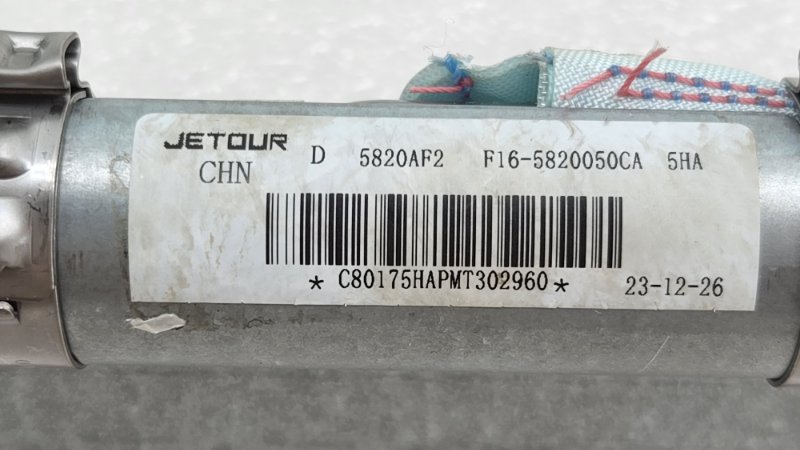 JETOUR D 5820AF2 F16-5820050CA 5HA
CHN
*C80175HAPMT302960* 23-12-26